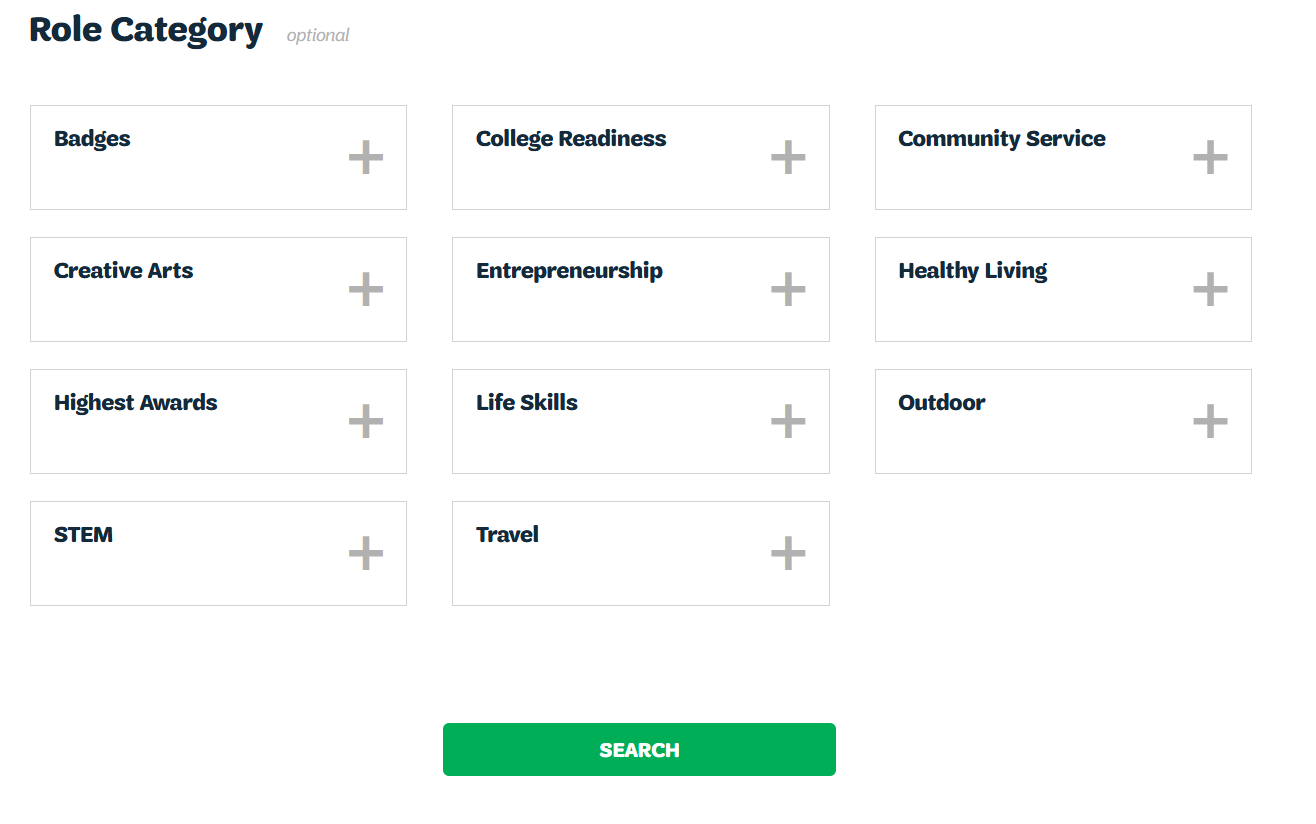 Role Category optional
Badges
College Readiness
Community Service
Creative Arts
Entrepreneurship
Healthy Living
Highest Awards
Life Skills
Outdoor
STEM
Travel
SEARCH